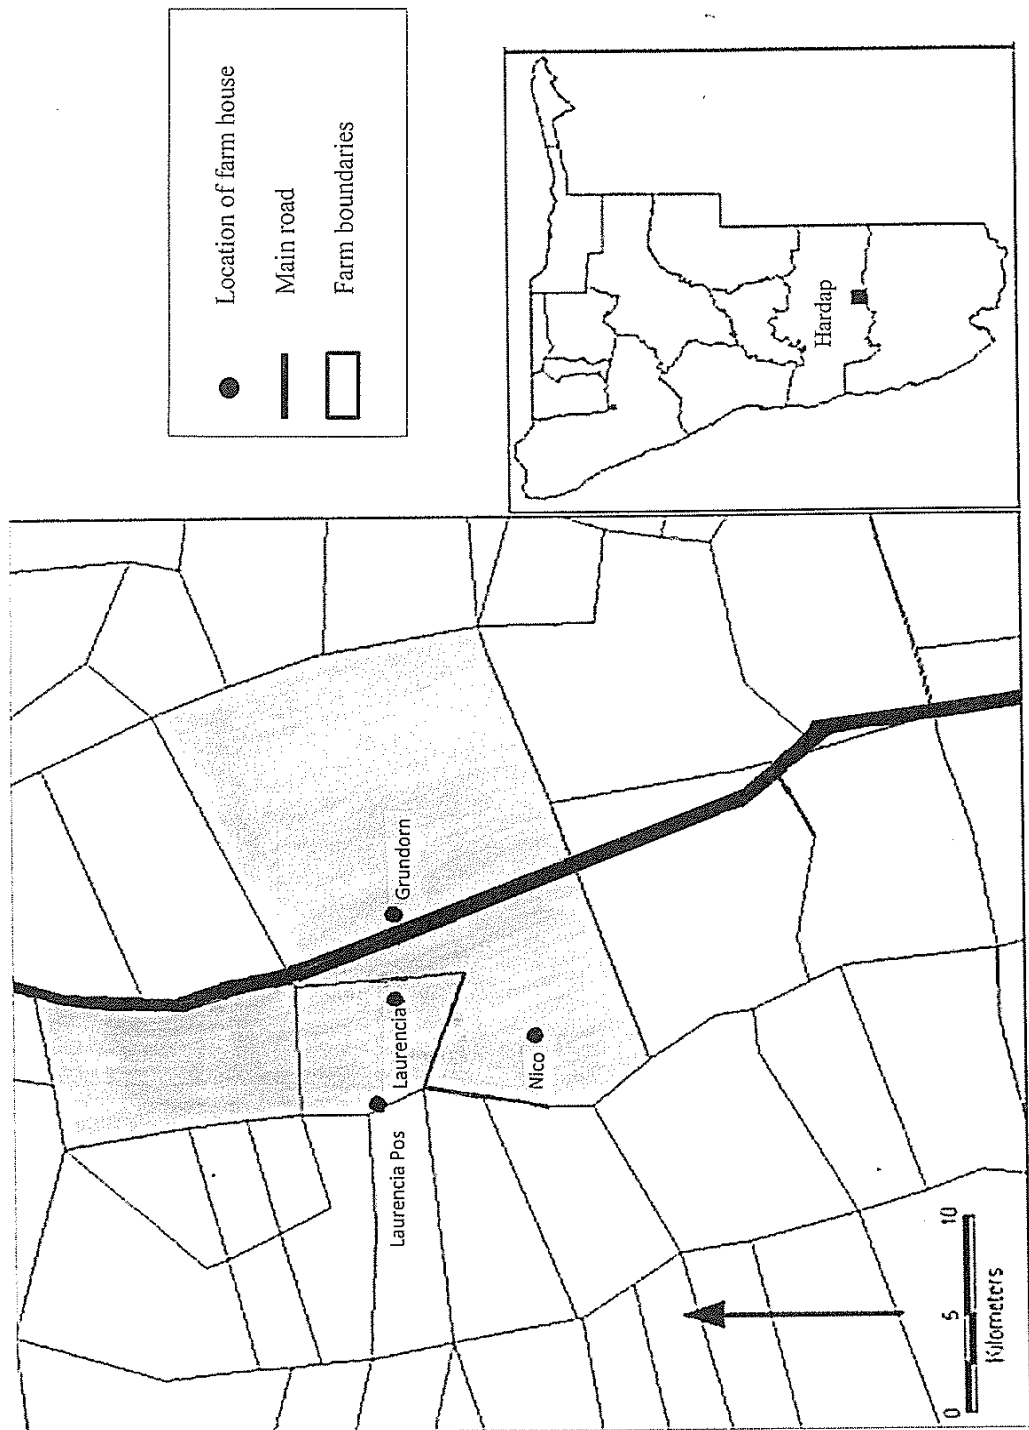 Location of farm house
Main road
Farm boundaries
Hardap
Grundorn
Laurencia
Laurencia Pos
Nico
0 5 10
Kilometers